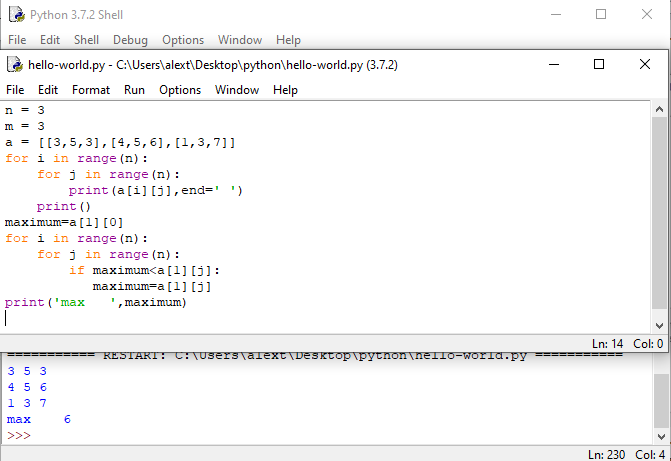 Python 3.7.2 Shell
File Edit Shell Debug Options Window Help
hello-world.py - C:\Users\alext\Desktop\python\hello-world.py (3.7.2)
File Edit Format Run Options Window Help
n = 3
m = 3
a = [[3,5,3],[4,5,6],[1,3,7]]
for i in range(n):
    for j in range(n):
        print(a[i][j],end=' ')
    print()
maximum=a[1][0]
for i in range(n):
    for j in range(n):
        if maximum<a[1][j]:
           maximum=a[1][j]
print('max   ',maximum)
Ln: 14 Col: 0
=========== RESTART: C:\Users\alext\Desktop\python\hello-world.py ===========
3 5 3
4 5 6
1 3 7
max    6
>>>
Ln: 230 Col: 4